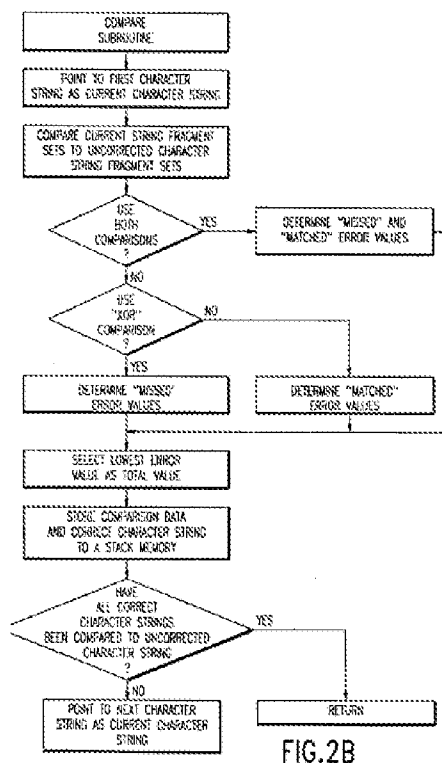 COMPARE
SUBROUTINE
POINT TO FIRST CHARACTER
STRING AS CURRENT CHARACTER STRING
COMPARE CURRENT STRING FRAGMENT
SETS TO UNCORRECTED CHARACTER
STRING FRAGMENT SETS
USE
BOTH
COMPARISONS
?
YES
DETERMINE "MISSED" AND
"MATCHED" ERROR VALUES
NO
USE
"XOR"
COMPARISON
?
NO
YES
DETERMINE "MISSED"
ERROR VALUES
DETERMINE "MATCHED"
ERROR VALUES
SELECT LOWEST ERROR
VALUE AS TOTAL VALUE
STORE COMPARISON DATA
AND CORRECT CHARACTER STRING
TO A STACK MEMORY
HAVE
ALL CORRECT
CHARACTER STRINGS
BEEN COMPARED TO UNCORRECTED
CHARACTER STRING
?
YES
NO
POINT TO NEXT CHARACTER
STRING AS CURRENT CHARACTER
STRING
RETURN
FIG.2B